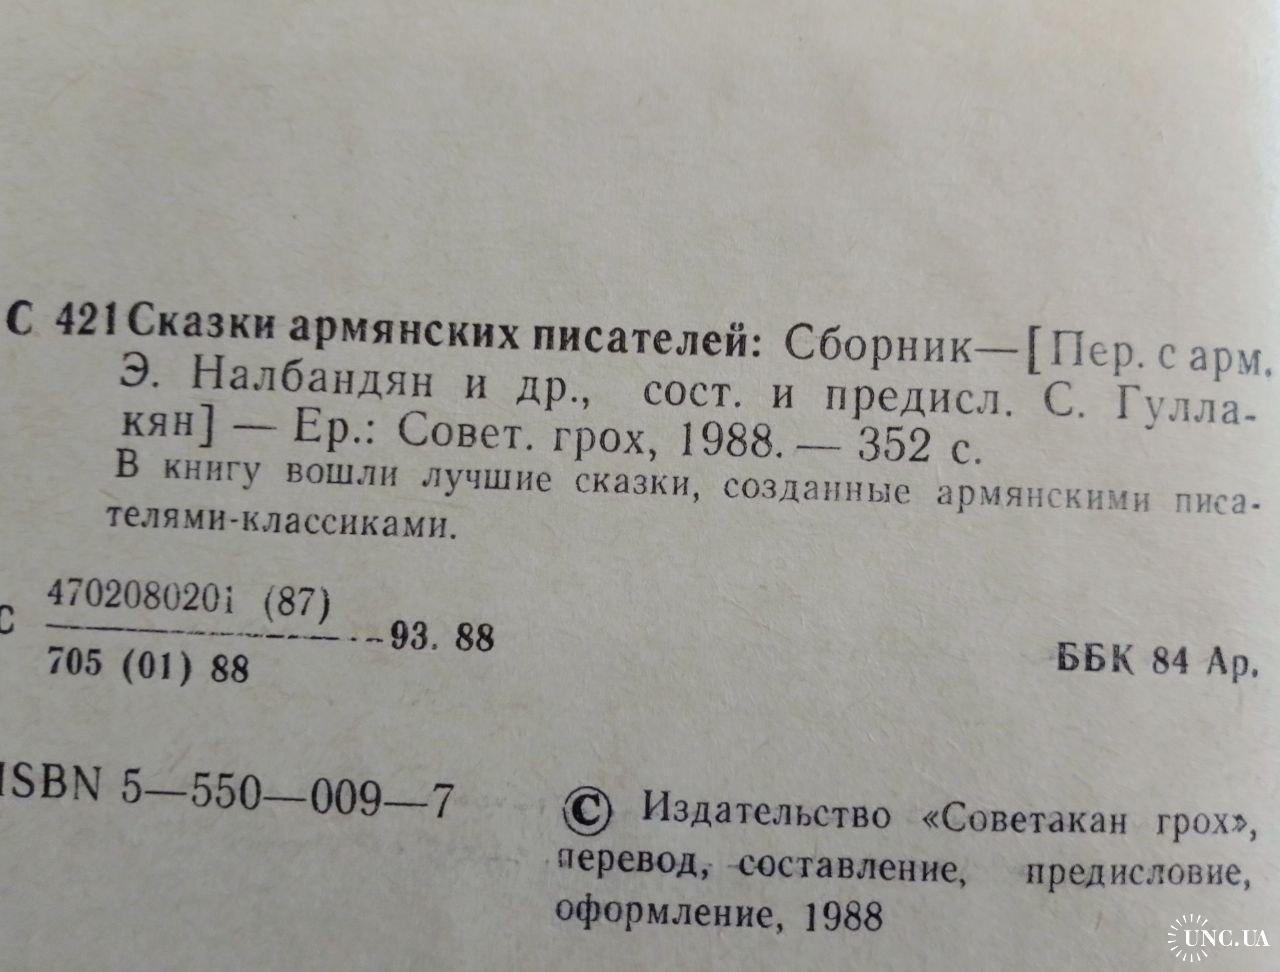 С 421 Сказки армянских писателей: Сборник—[Пер. с арм.
Э. Налбандян и др., сост. и предисл. С. Гулла-
кян] — Ер.: Совет. грох, 1988. — 352 с.
В книгу вошли лучшие сказки, созданные армянскими писа-
телями-классиками.
С 4702080201 (87)
93. 88
705 (01) 88
ББК 84 Ар.
ISBN 5—550—009—7
© Издательство «Советакан грох»,
перевод, составление, предисловие,
оформление, 1988
UNC.UA